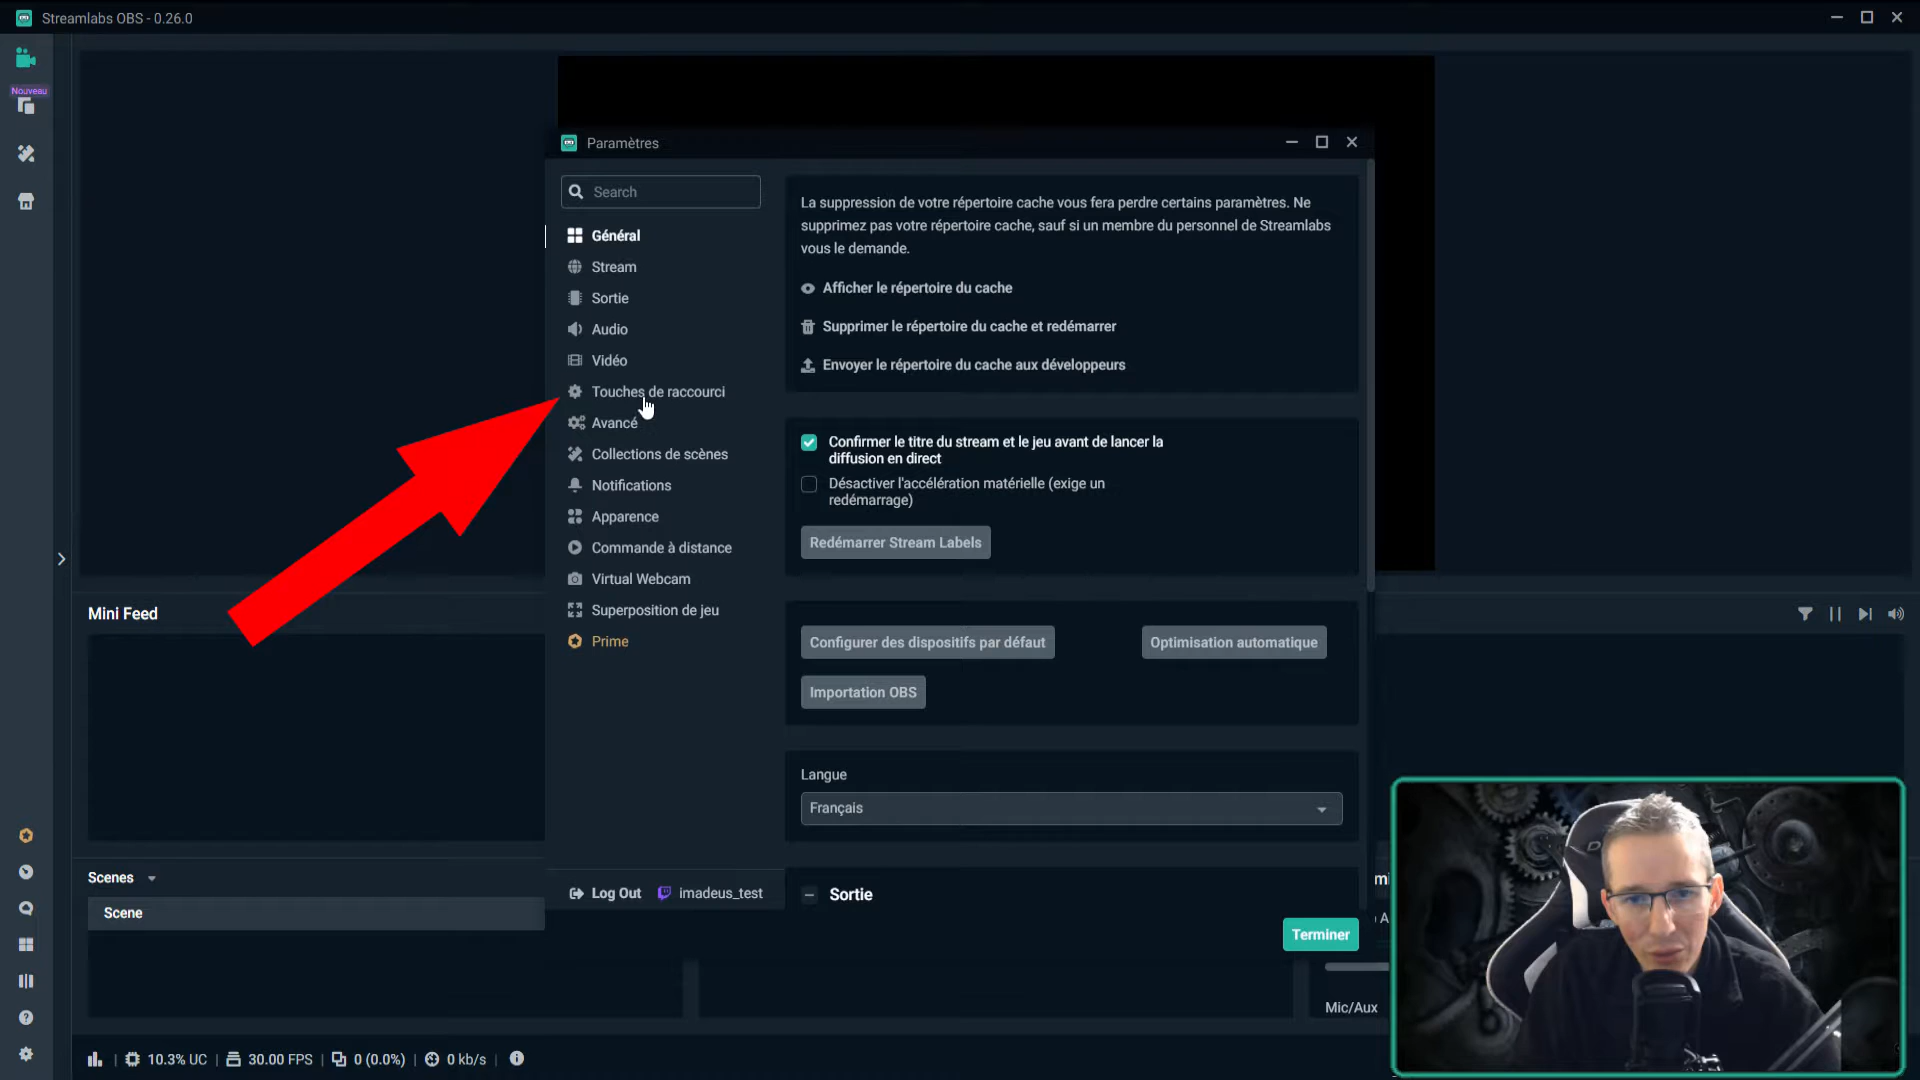 Streamlabs OBS - 0.26.0
Nouveau
Paramètres
Search
Général
Stream
Sortie
Audio
Vidéo
Touches de raccourci
Avancé
Collections de scènes
Notifications
Apparence
Commande à distance
Virtual Webcam
Superposition de jeu
Prime
Log Out
imadeus_test
La suppression de votre répertoire cache vous fera perdre certains paramètres. Ne
supprimez pas votre répertoire cache, sauf si un membre du personnel de Streamlabs
vous le demande.
Afficher le répertoire du cache
Supprimer le répertoire du cache et redémarrer
Envoyer le répertoire du cache aux développeurs
Confirmer le titre du stream et le jeu avant de lancer la
diffusion en direct
Désactiver l'accélération matérielle (exige un
redémarrage)
Redémarrer Stream Labels
Configurer des dispositifs par défaut
Optimisation automatique
Importation OBS
Langue
Français
Sortie
Terminer
Mini Feed
Scenes
Scene
mi
A
Mic/Aux
10.3% UC
30.00 FPS
0 (0.0%)
0 kb/s